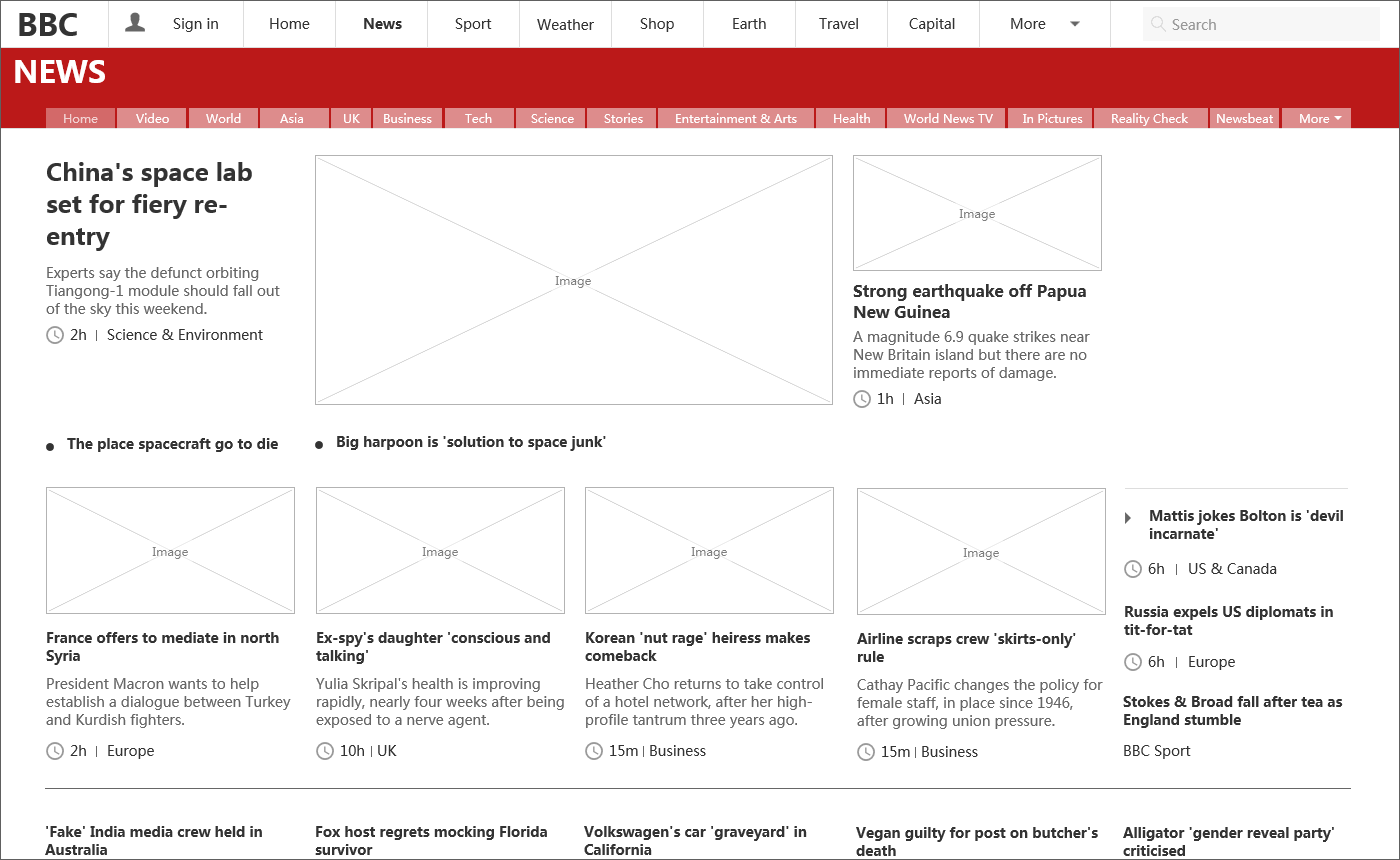 BBC
Sign in
Home
News
Sport
Weather
Shop
Earth
Travel
Capital
More
Search
NEWS
Home
Video
World
Asia
UK
Business
Tech
Science
Stories
Entertainment & Arts
Health
World News TV
In Pictures
Reality Check
Newsbeat
More
China's space lab
set for fiery re-
entry
Experts say the defunct orbiting
Tiangong-1 module should fall out
of the sky this weekend.
2h | Science & Environment
Image
Image
Strong earthquake off Papua
New Guinea
A magnitude 6.9 quake strikes near
New Britain island but there are no
immediate reports of damage.
1h | Asia
The place spacecraft go to die
Big harpoon is 'solution to space junk'
Image
France offers to mediate in north
Syria
President Macron wants to help
establish a dialogue between Turkey
and Kurdish fighters.
2h | Europe
Image
Ex-spy's daughter 'conscious and
talking'
Yulia Skripal's health is improving
rapidly, nearly four weeks after being
exposed to a nerve agent.
10h | UK
Image
Korean 'nut rage' heiress makes
comeback
Heather Cho returns to take control
of a hotel network, after her high-
profile tantrum three years ago.
15m | Business
Image
Airline scraps crew 'skirts-only'
rule
Cathay Pacific changes the policy for
female staff, in place since 1946,
after growing union pressure.
15m | Business
Mattis jokes Bolton is 'devil
incarnate'
6h | US & Canada
Russia expels US diplomats in
tit-for-tat
6h | Europe
Stokes & Broad fall after tea as
England stumble
BBC Sport
'Fake' India media crew held in
Australia
Fox host regrets mocking Florida
survivor
Volkswagen's car 'graveyard' in
California
Vegan guilty for post on butcher's
death
Alligator 'gender reveal party'
criticised